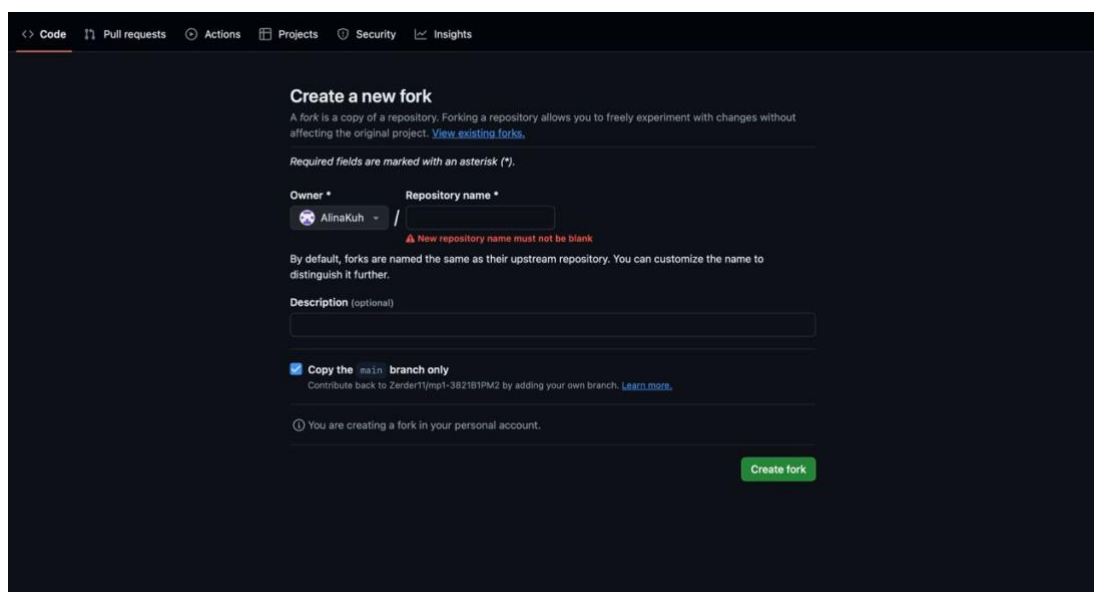 <> Code Pull requests Actions Projects Security Insights
Create a new fork
A fork is a copy of a repository. Forking a repository allows you to freely experiment with changes without
affecting the original project. View existing forks.
Required fields are marked with an asterisk (*).
Owner * Repository name *
AlinaKuh /
New repository name must not be blank
By default, forks are named the same as their upstream repository. You can customize the name to
distinguish it further.
Description (optional)
Copy the main branch only
Contribute back to Zerder11/mp1-3821B1PM2 by adding your own branch. Learn more.
You are creating a fork in your personal account.
Create fork